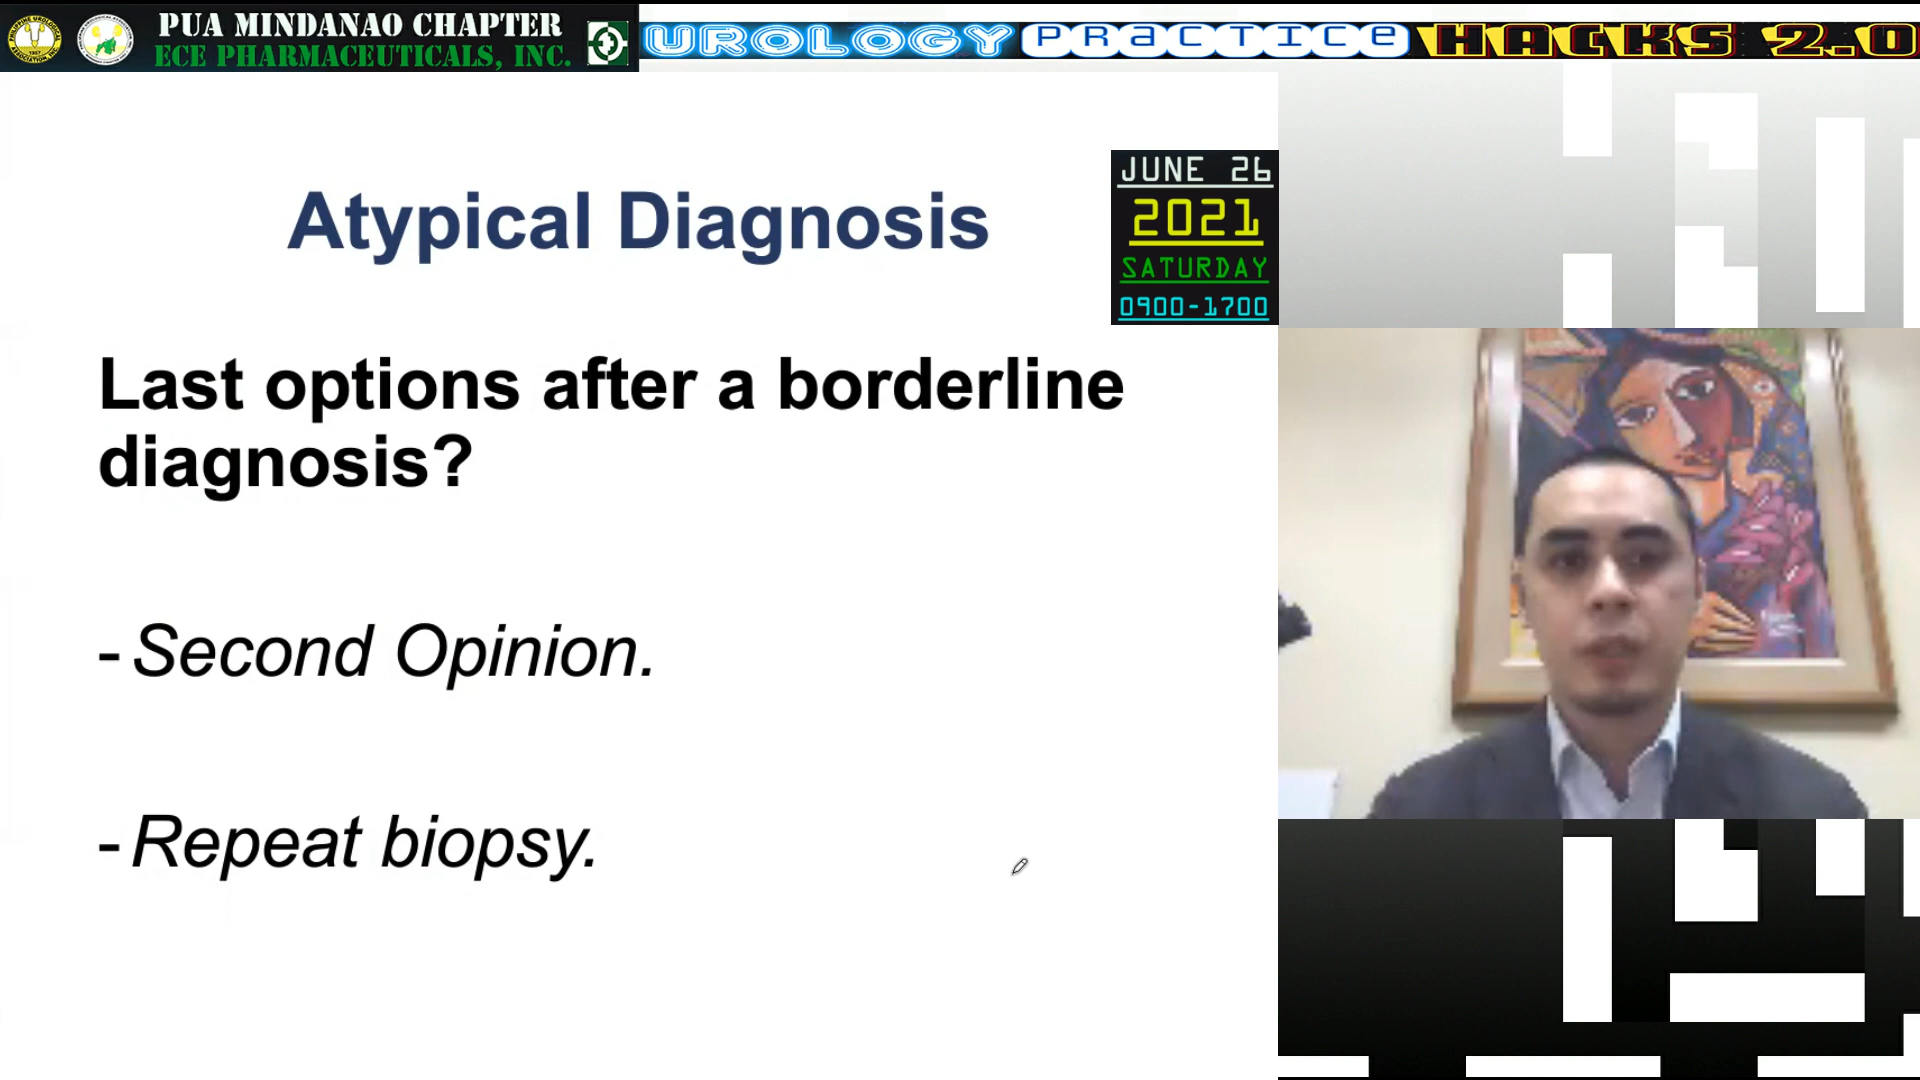 PUA MINDANAO CHAPTER
ECE PHARMACEUTICALS, INC.
UROLOGY PRACTICE HACKS 2.0
JUNE 26
2021
SATURDAY
0900-1700
Atypical Diagnosis
Last options after a borderline
diagnosis?
- Second Opinion.
- Repeat biopsy.